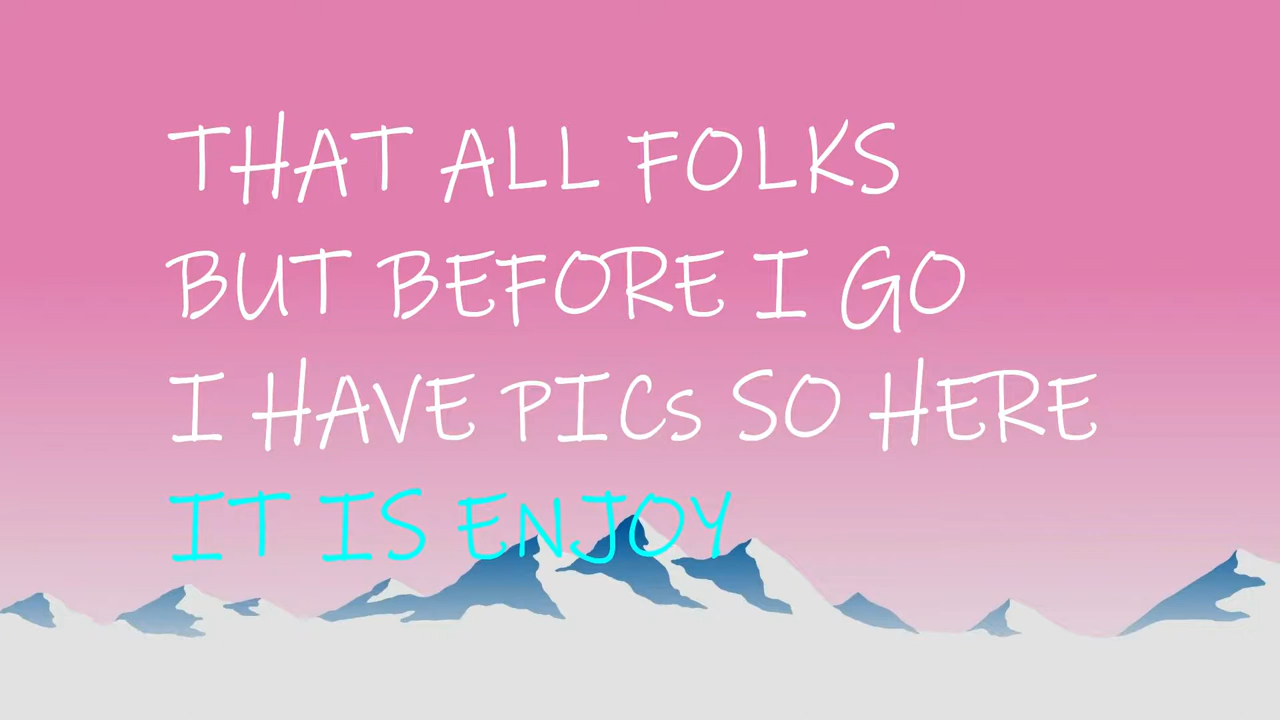 THAT ALL FOLKS
BUT BEFORE I GO
I HAVE PICs SO HERE
IT IS ENJOY